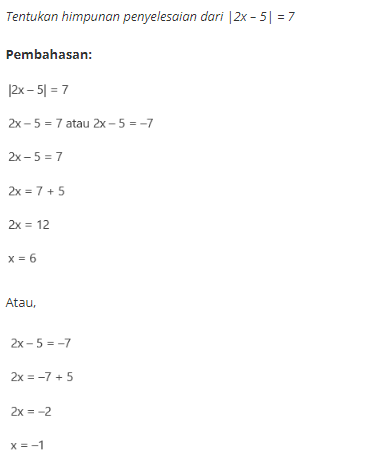 Tentukan himpunan penyelesaian dari |2x – 5| = 7
Pembahasan:
|2x – 5| = 7
2x – 5 = 7 atau 2x – 5 = –7
2x – 5 = 7
2x = 7 + 5
2x = 12
x = 6
Atau,
2x – 5 = –7
2x = –7 + 5
2x = –2
x = –1